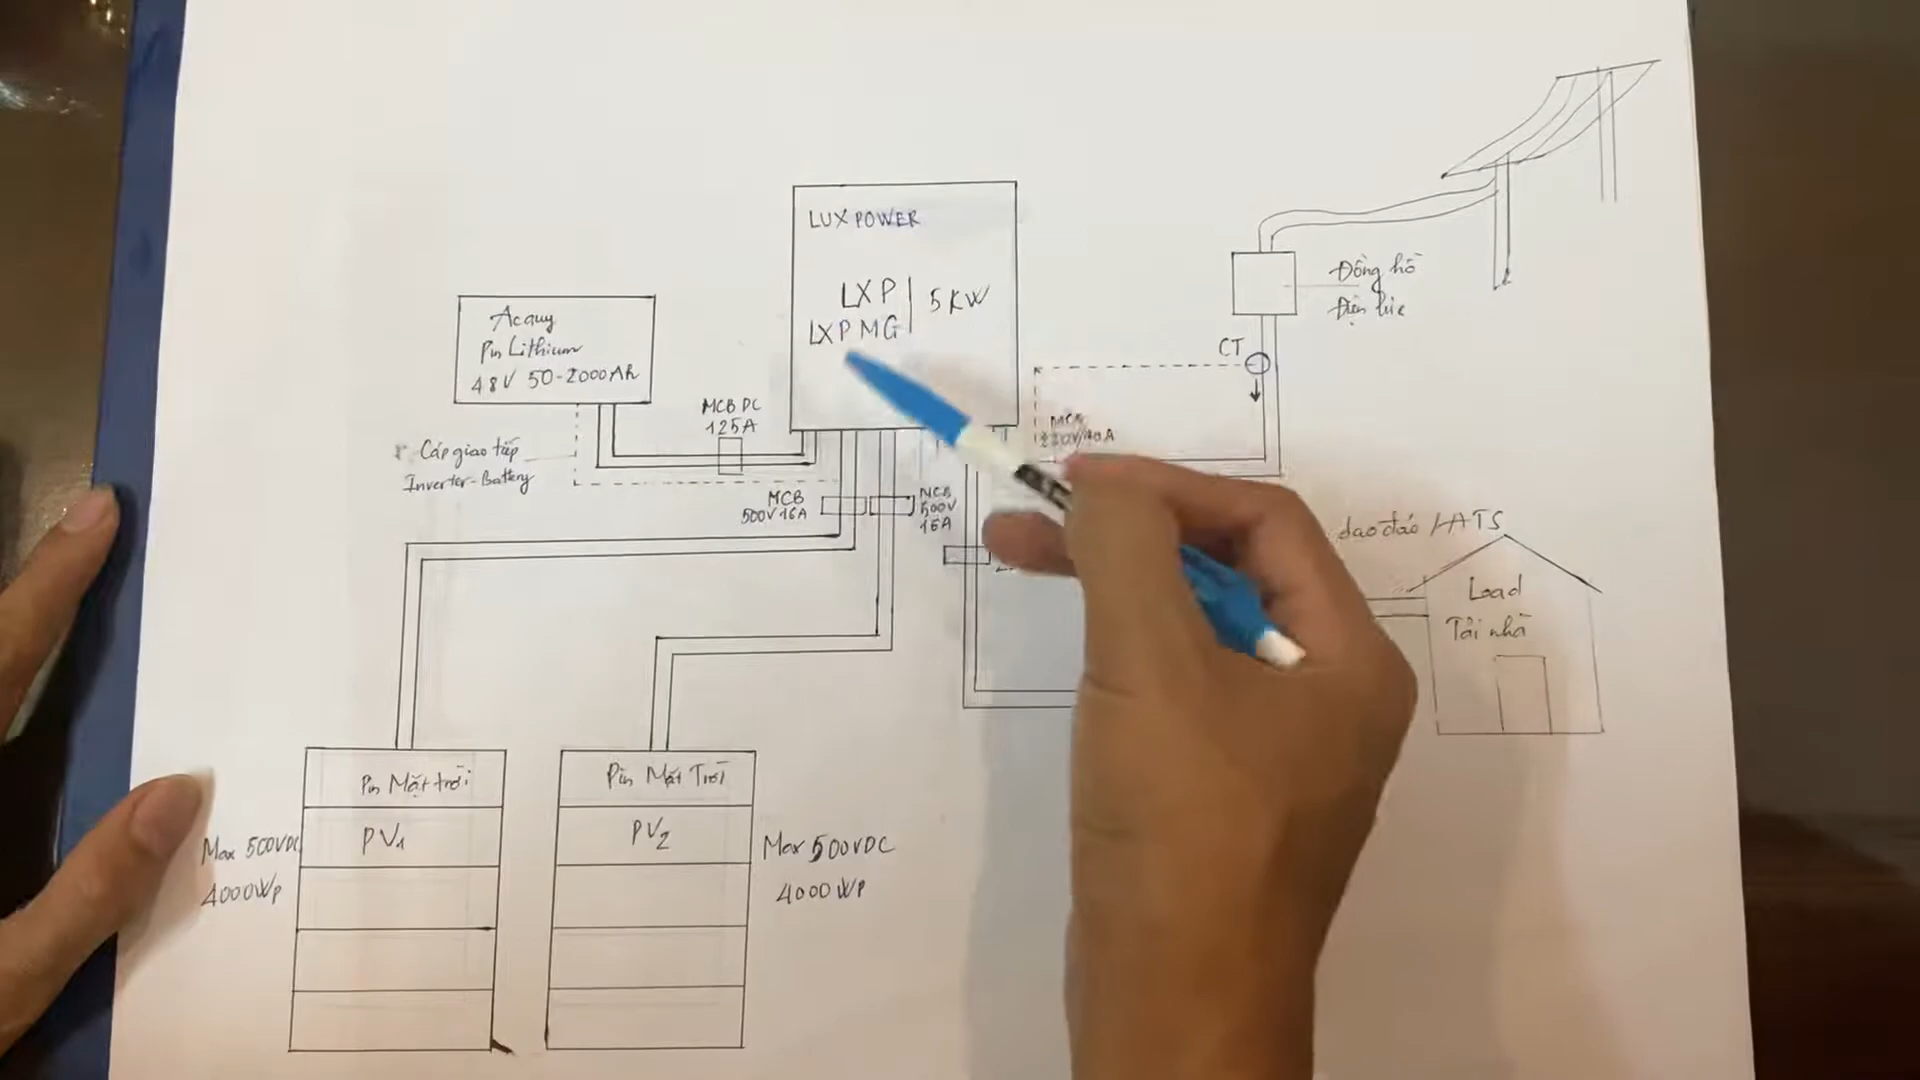 LUX POWER
LXP
LXP MG
5 KW
Acquy
Pin Lithium
48V 50-2000Ah
MCB DC
125A
Cáp giao tiếp
Inverter-Battery
MCB
500V 16A
MCB
500V
16A
CT
Đồng hồ
Điện lực
MCB
dao đảo / ATS
Load
Tải nhà
Pin Mặt trời
PV1
Max 500VDC
4000Wp
Pin Mặt Trời
PV2
Max 500VDC
4000Wp